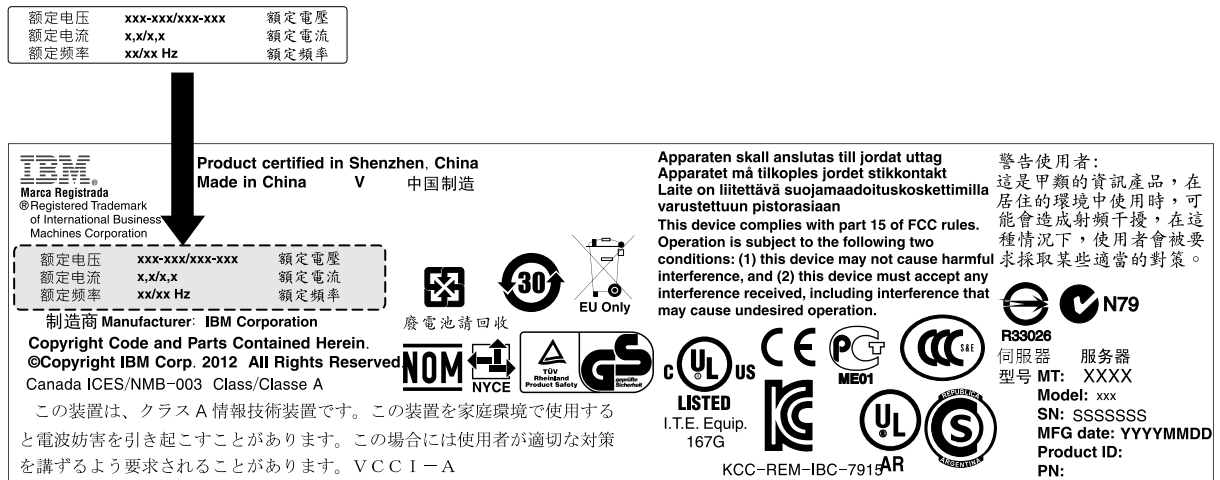 额定电压 xxx-xxx/xxx-xxx 額定電壓
额定电流 x,x/x,x 額定電流
额定频率 xx/xx Hz 額定頻率
IBM®
Marca Registrada
®Registered Trademark
of International Business
Machines Corporation
Product certified in Shenzhen, China
Made in China V 中国制造
额定电压 xxx-xxx/xxx-xxx 額定電壓
额定电流 x,x/x,x 額定電流
额定频率 xx/xx Hz 額定頻率
制造商 Manufacturer: IBM Corporation
Copyright Code and Parts Contained Herein.
©Copyright IBM Corp. 2012 All Rights Reserved
Canada ICES/NMB-003 Class/Classe A
この装置は、クラス A 情報技術装置です。この装置を家庭環境で使用する
と電波妨害を引き起こすことがあります。この場合には使用者が適切な対策
を講ずるよう要求されることがあります。VCCI-A
廢電池請回收
30
EU Only
NOM
NYCE
TÜV
Rheinland
Product Safety
GS
geprüfte
Sicherheit
Apparaten skall anslutas till jordat uttag
Apparatet må tilkoples jordet stikkontakt
Laite on liitettävä suojamaadoituskoskettimilla
varustettuun pistorasiaan
This device complies with part 15 of FCC rules.
Operation is subject to the following two
conditions: (1) this device may not cause harmful
interference, and (2) this device must accept any
interference received, including interference that
may cause undesired operation.
C UL US
LISTED
I.T.E. Equip.
167G
CE
PCT
ME01
CCC S&E
KCC-REM-IBC-7915
UL
AR
REPUBLICA
S
ARGENTINA
警告使用者:
這是甲類的資訊產品，在
居住的環境中使用時，可
能會造成射頻干擾，在這
種情況下，使用者會被要
求採取某些適當的對策。
R33026
N79
伺服器 服务器
型号 MT: XXXX
Model: xxx
SN: SSSSSSS
MFG date: YYYYMMDD
Product ID:
PN: